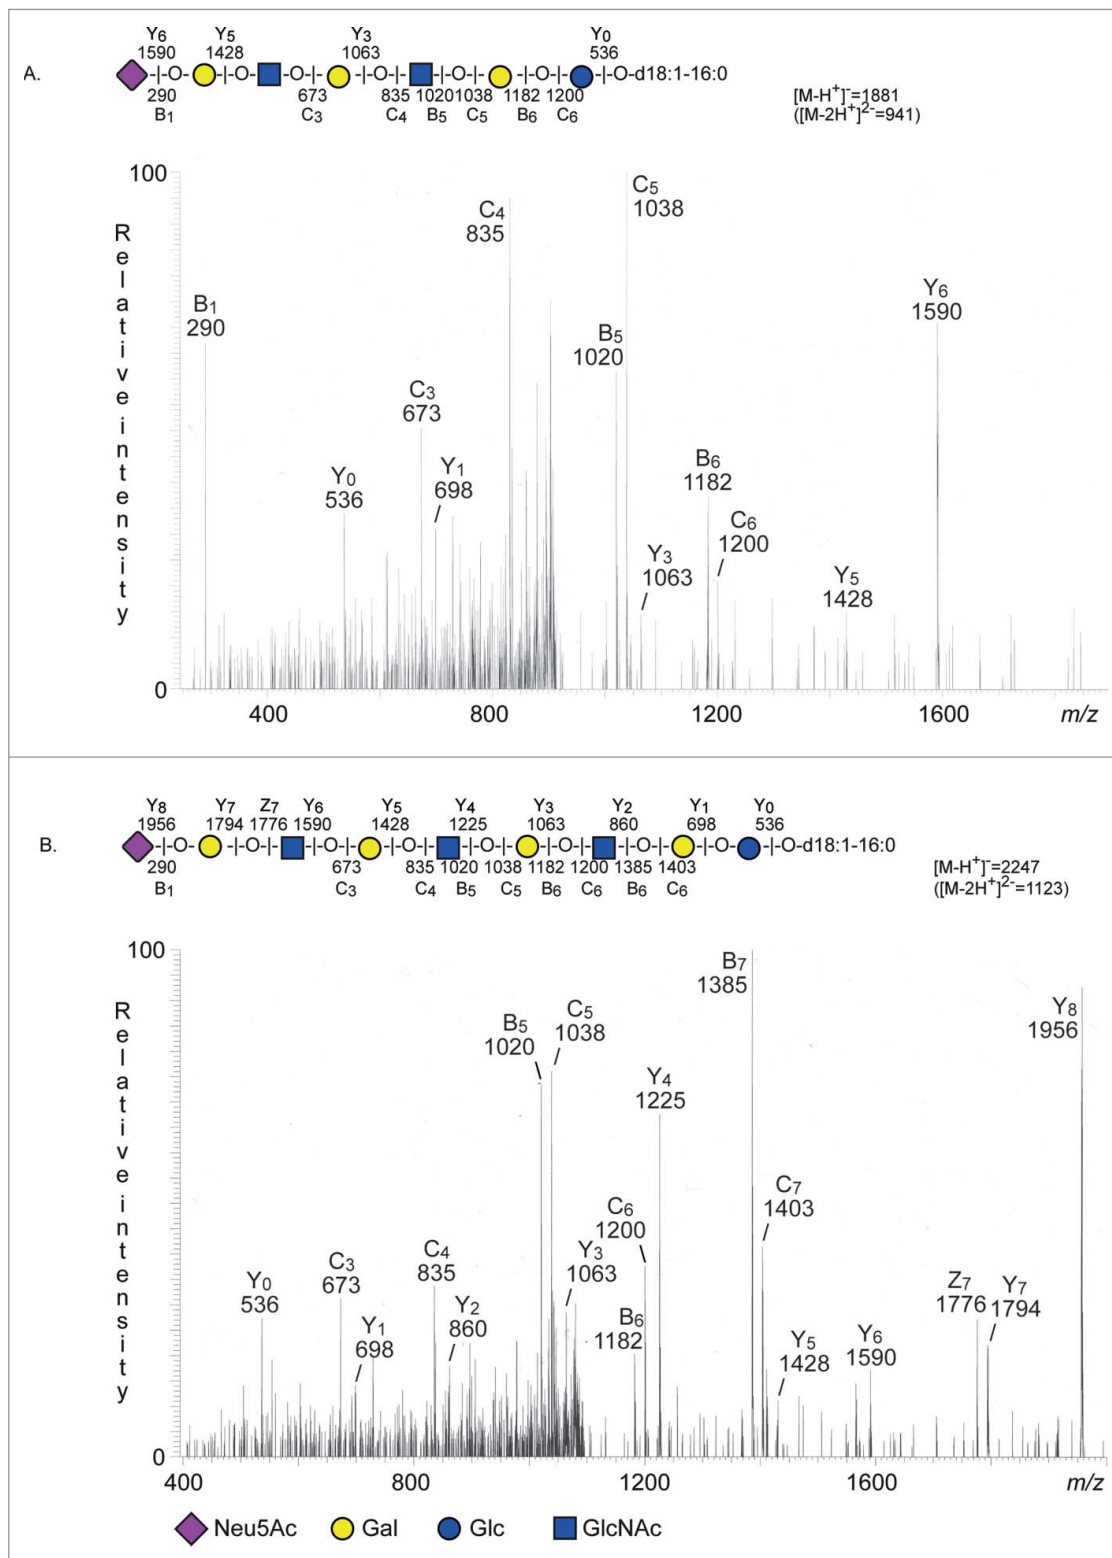 A.
Y6 Y5 Y3 Y0
1590 1428 1063 536
-|-O- -|-O- -O-|- -|-O- -O-|- -|-O-|- -|-O-|- -|-O-d18:1-16:0
290 673 835 1020 1038 1182 1200
B1 C3 C4 B5 C5 B6 C6
[M-H+]-=1881
([M-2H+]2-=941)
100
Relative intensity
0
B1
290
Y0
536
C3
673
Y1
698
C4
835
B5
1020
C5
1038
Y3
1063
B6
1182
C6
1200
Y5
1428
Y6
1590
400 800 1200 1600 m/z
B.
Y8 Y7 Z7 Y6 Y5 Y4 Y3 Y2 Y1 Y0
1956 1794 1776 1590 1428 1225 1063 860 698 536
-|-O- -|-O-|- -|-O-|- -|-O-|- -|-O-|- -|-O-|- -|-O-|- -|-O-|- -|-O-d18:1-16:0
290 673 835 1020 1038 1182 1200 1385 1403
B1 C3 C4 B5 C5 B6 C6 B6 C6
[M-H+]-=2247
([M-2H+]2-=1123)
100
Relative intensity
0
Y0
536
C3
673
Y1
698
C4
835
Y2
860
B5
1020
C5
1038
Y3
1063
B6
1182
C6
1200
Y4
1225
B7
1385
C7
1403
Y5
1428
Y6
1590
Z7
1776
Y7
1794
Y8
1956
400 800 1200 1600 m/z
Neu5Ac Gal Glc GlcNAc